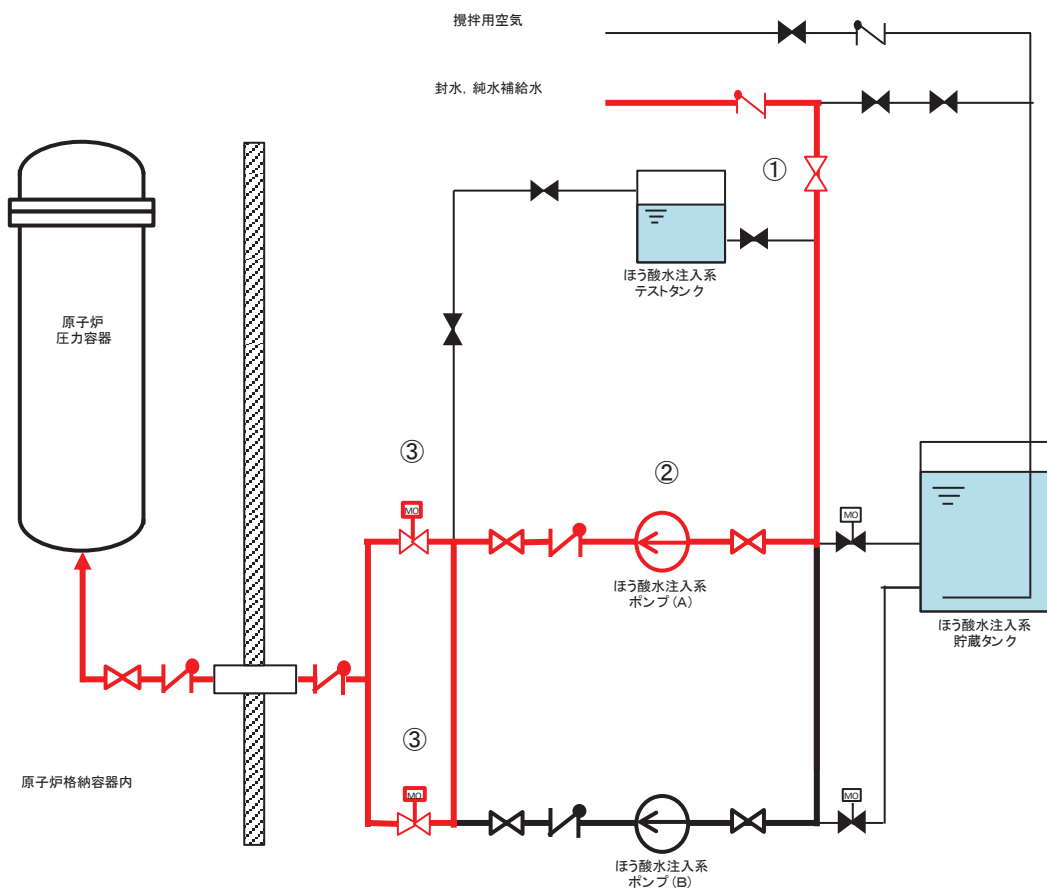 攪拌用空気
封水，純水補給水
①
ほう酸水注入系
テストタンク
原子炉
圧力容器
③
②
MO
MO
ほう酸水注入系
ポンプ(A)
ほう酸水注入系
貯蔵タンク
③
原子炉格納容器内
MO
MO
ほう酸水注入系
ポンプ(B)